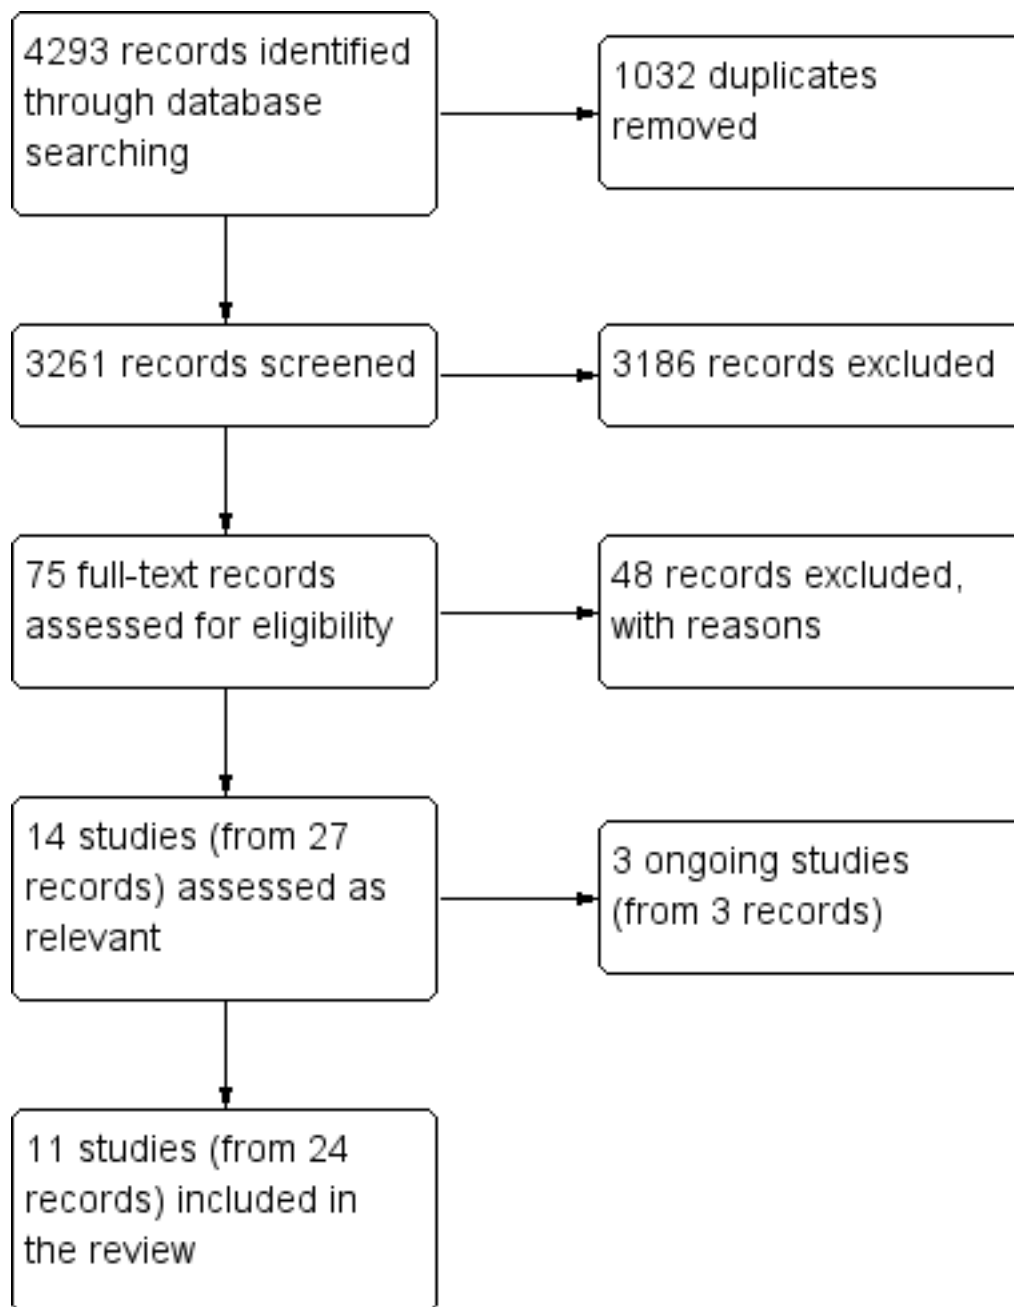 4293 records identified
through database
searching
1032 duplicates
removed
3261 records screened
3186 records excluded
75 full-text records
assessed for eligibility
48 records excluded,
with reasons
14 studies (from 27
records) assessed as
relevant
3 ongoing studies
(from 3 records)
11 studies (from 24
records) included in
the review